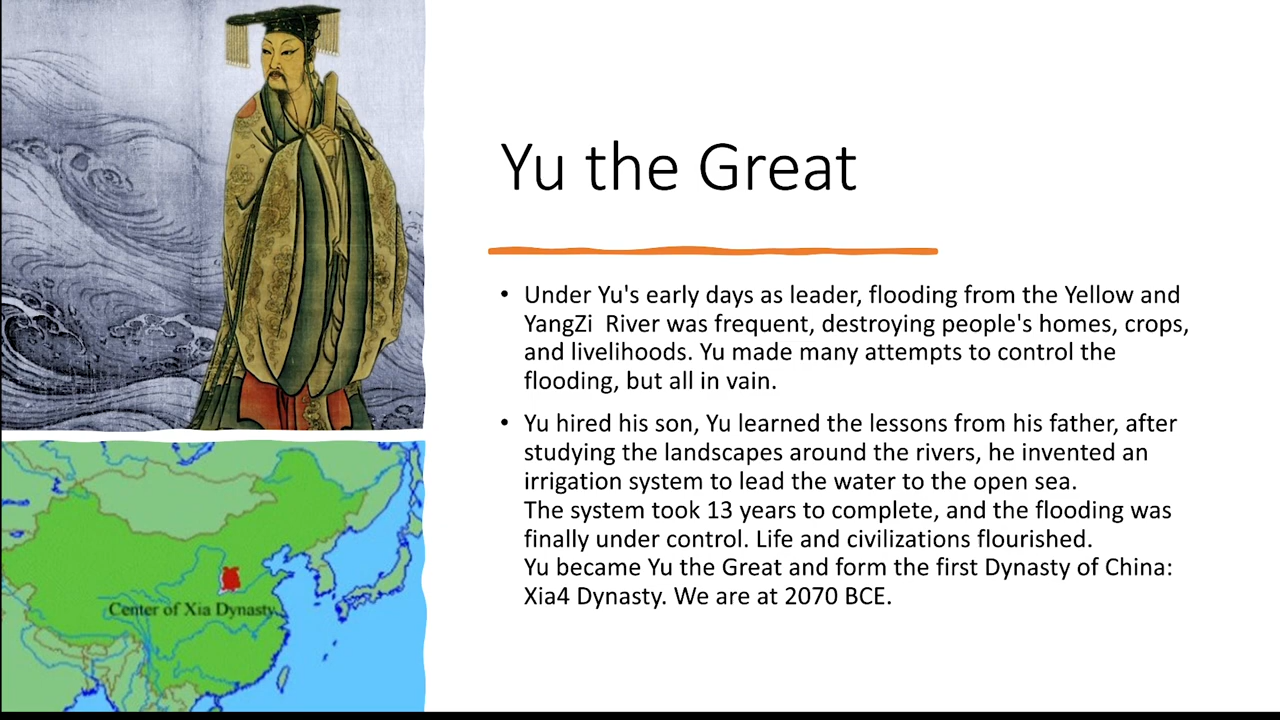 Yu the Great
• Under Yu's early days as leader, flooding from the Yellow and
YangZi  River was frequent, destroying people's homes, crops,
and livelihoods. Yu made many attempts to control the
flooding, but all in vain.
• Yu hired his son, Yu learned the lessons from his father, after
studying the landscapes around the rivers, he invented an
irrigation system to lead the water to the open sea.
The system took 13 years to complete, and the flooding was
finally under control. Life and civilizations flourished.
Yu became Yu the Great and form the first Dynasty of China:
Xia4 Dynasty. We are at 2070 BCE.
Center of Xia Dynasty